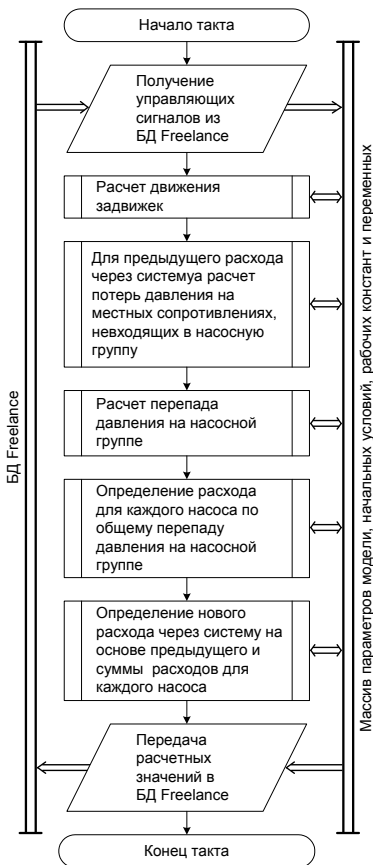 Начало такта
Получение
управляющих
сигналов из
БД Freelance
Расчет движения
задвижек
Для предыдущего расхода
через системуа расчет
потерь давления на
местных сопротивлениях,
невходящих в насосную
группу
Расчет перепада
давления на насосной
группе
Определение расхода
для каждого насоса по
общему перепаду
давления на насосной
группе
Определение нового
расхода через систему на
основе предыдущего и
суммы расходов для
каждого насоса
Передача
расчетных
значений в
БД Freelance
Конец такта
БД Freelance
Массив параметров модели, начальных условий, рабочих констант и переменных